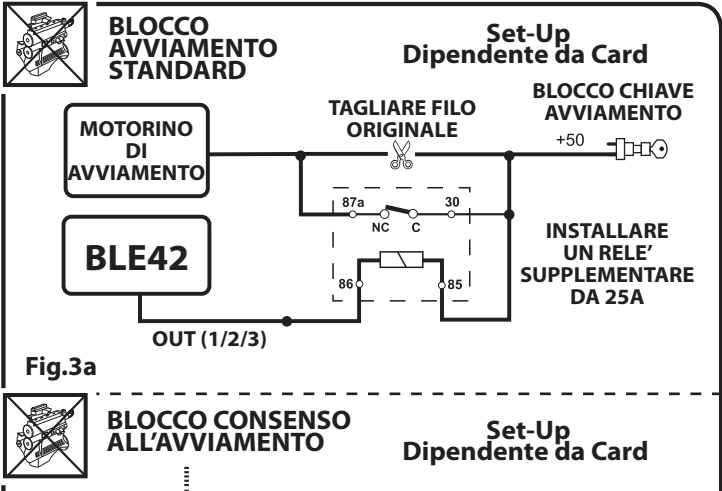 BLOCCO
AVVIAMENTO
STANDARD
Set-Up
Dipendente da Card
BLOCCO CHIAVE
AVVIAMENTO
TAGLIARE FILO
ORIGINALE
+50
MOTORINO
DI
AVVIAMENTO
87a
30
NC
C
INSTALLARE
UN RELE'
SUPPLEMENTARE
DA 25A
BLE42
86
85
OUT (1/2/3)
Fig.3a
BLOCCO CONSENSO
ALL'AVVIAMENTO
Set-Up
Dipendente da Card